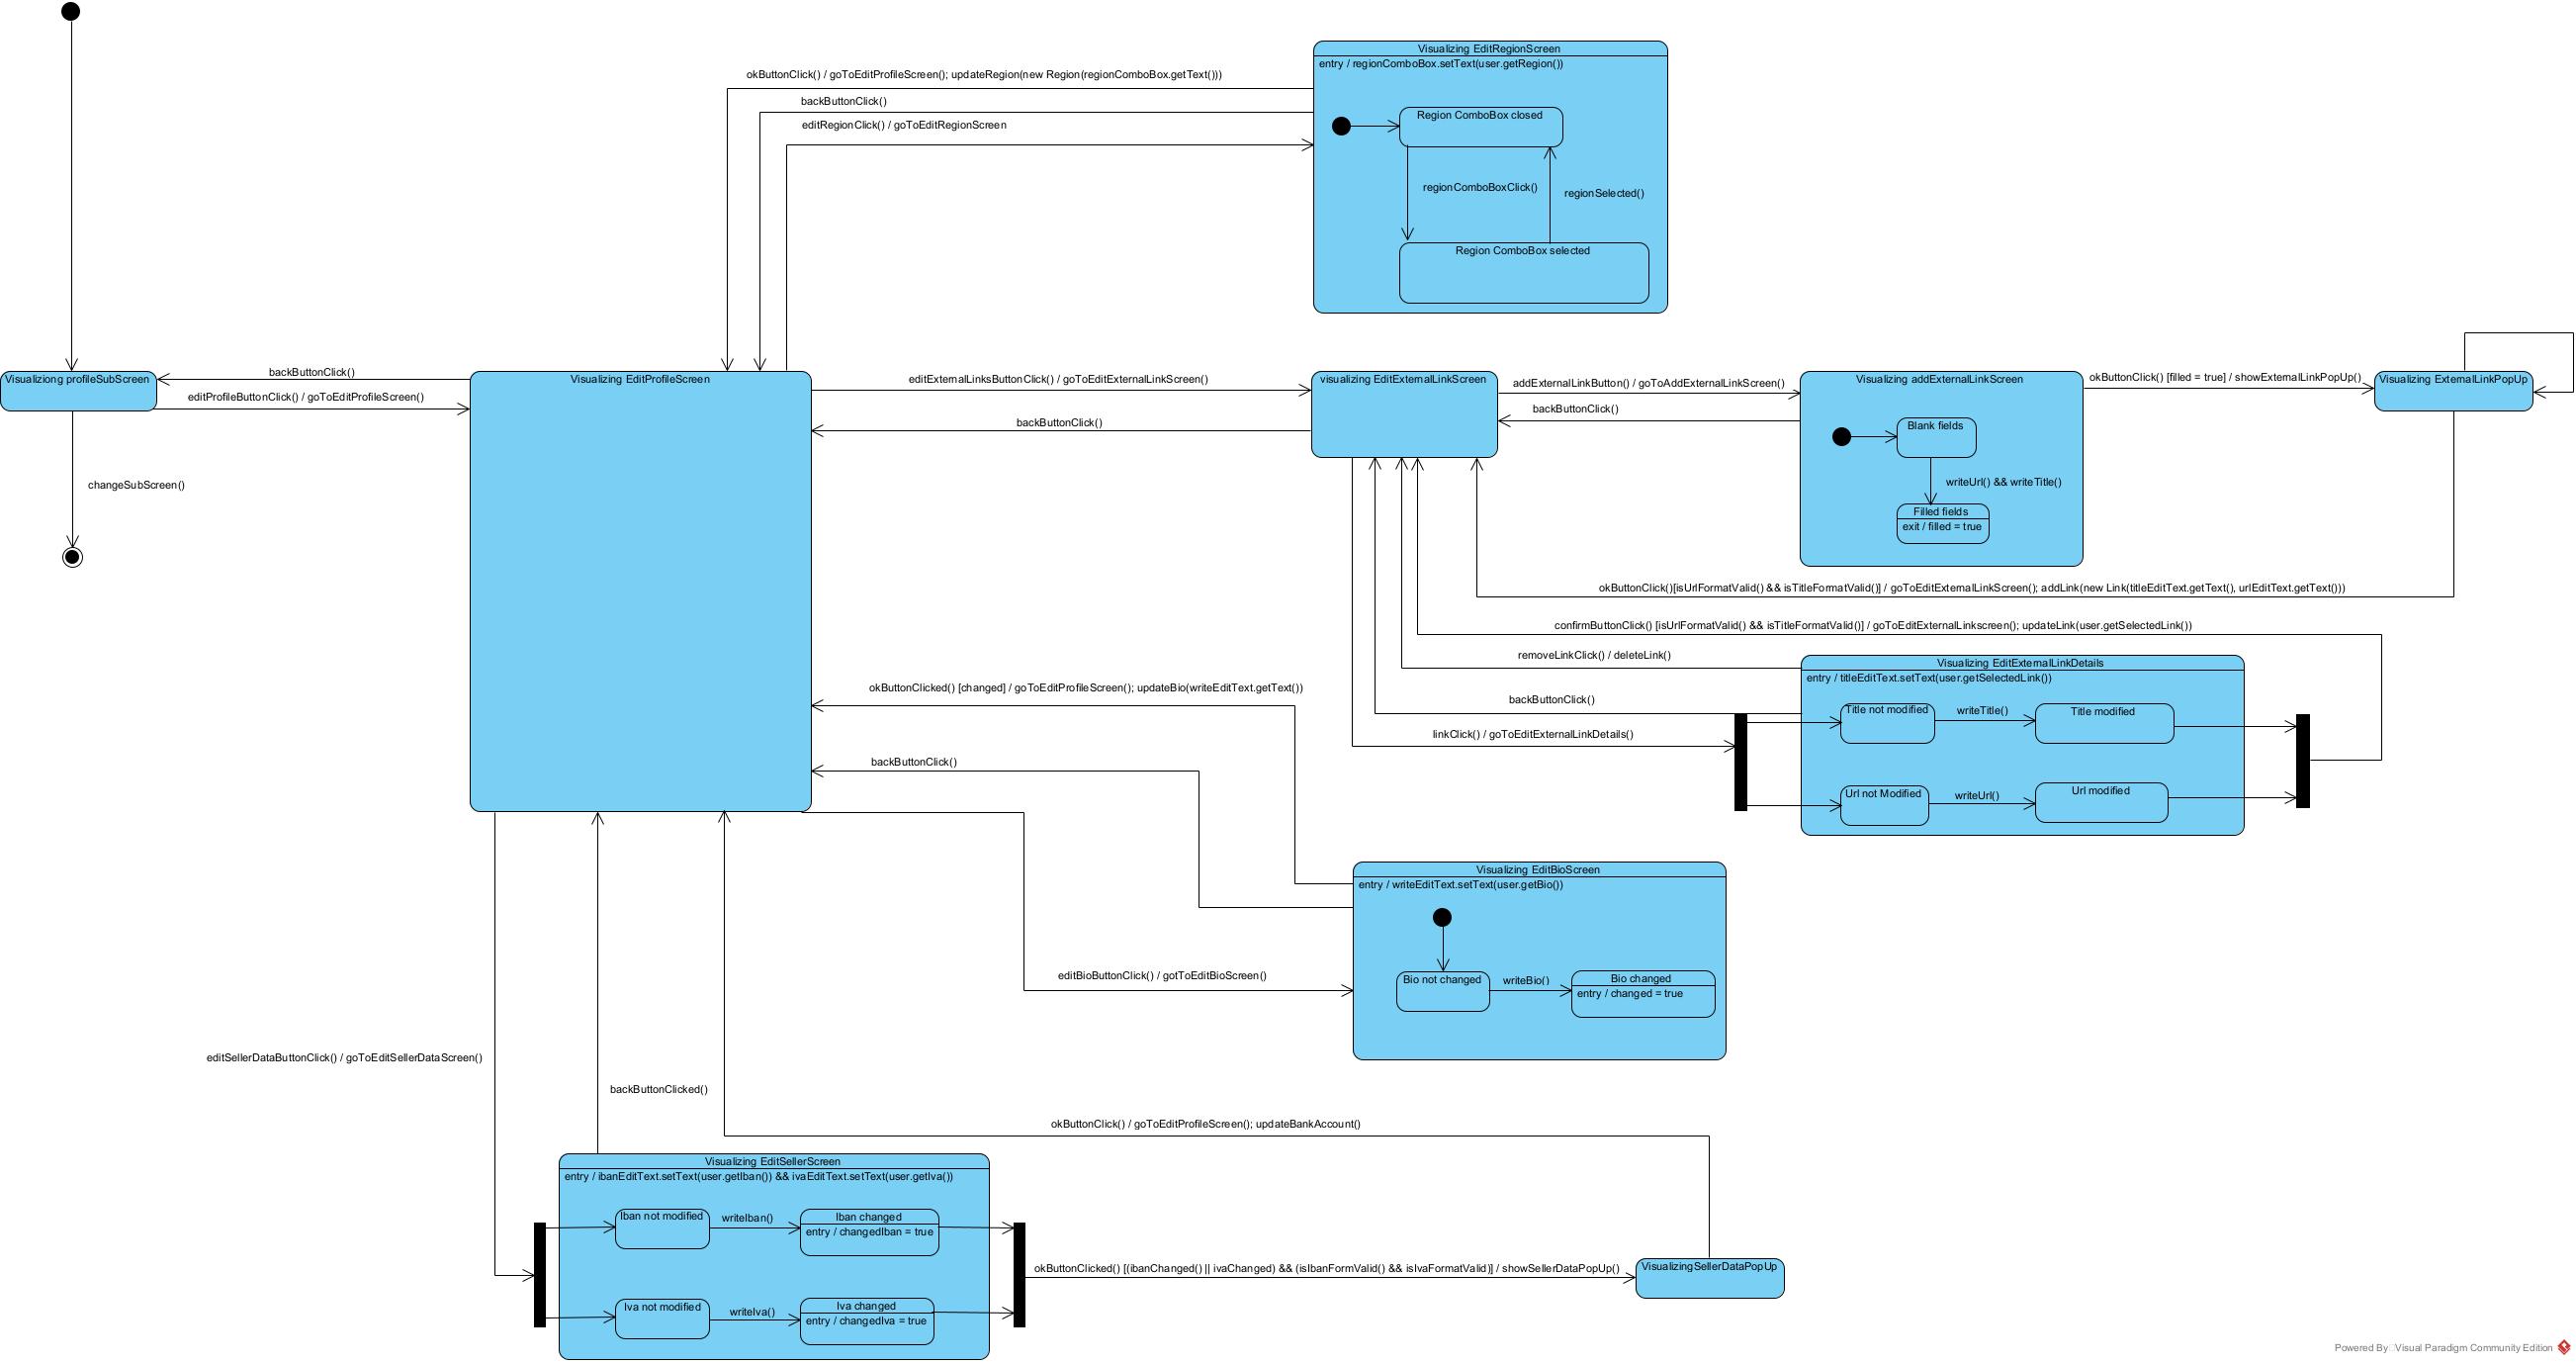 Visualizing EditRegionScreen
entry / regionComboBox.setText(user.getRegion())
okButtonClick() / goToEditProfileScreen(); updateRegion(new Region(regionComboBox.getText()))
backButtonClick()
editRegionClick() / goToEditRegionScreen
Region ComboBox closed
regionComboBoxClick()
regionSelected()
Region ComboBox selected
Visualiziong profileSubScreen
backButtonClick()
editProfileButtonClick() / goToEditProfileScreen()
changeSubScreen()
Visualizing EditProfileScreen
editExternalLinksButtonClick() / goToEditExternalLinkScreen()
backButtonClick()
visualizing EditExternalLinkScreen
addExternalLinkButton() / goToAddExternalLinkScreen()
backButtonClick()
Visualizing addExternalLinkScreen
Blank fields
writeUrl() && writeTitle()
Filled fields
exit / filled = true
okButtonClick() [filled = true] / showExternalLinkPopUp()
Visualizing ExternalLinkPopUp
okButtonClick()[isUrlFormatValid() && isTitleFormatValid()] / goToEditExternalLinkScreen(); addLink(new Link(titleEditText.getText(), urlEditText.getText()))
confirmButtonClick() [isUrlFormatValid() && isTitleFormatValid()] / goToEditExternalLinkscreen(); updateLink(user.getSelectedLink())
removeLinkClick() / deleteLink()
backButtonClick()
linkClick() / goToEditExternalLinkDetails()
Visualizing EditExternalLinkDetails
entry / titleEditText.setText(user.getSelectedLink())
Title not modified
writeTitle()
Title modified
Url not Modified
writeUrl()
Url modified
okButtonClicked() [changed] / goToEditProfileScreen(); updateBio(writeEditText.getText())
backButtonClick()
editBioButtonClick() / gotToEditBioScreen()
Visualizing EditBioScreen
entry / writeEditText.setText(user.getBio())
Bio not changed
writeBio()
Bio changed
entry / changed = true
editSellerDataButtonClick() / goToEditSellerDataScreen()
backButtonClicked()
okButtonClick() / goToEditProfileScreen(); updateBankAccount()
Visualizing EditSellerScreen
entry / ibanEditText.setText(user.getIban()) && ivaEditText.setText(user.getIva())
Iban not modified
writeIban()
Iban changed
entry / changedIban = true
Iva not modified
writeIva()
Iva changed
entry / changedIva = true
okButtonClicked() [(ibanChanged() || ivaChanged) && (isIbanFormValid() && isIvaFormatValid)] / showSellerDataPopUp()
VisualizingSellerDataPopUp
Powered By: Visual Paradigm Community Edition